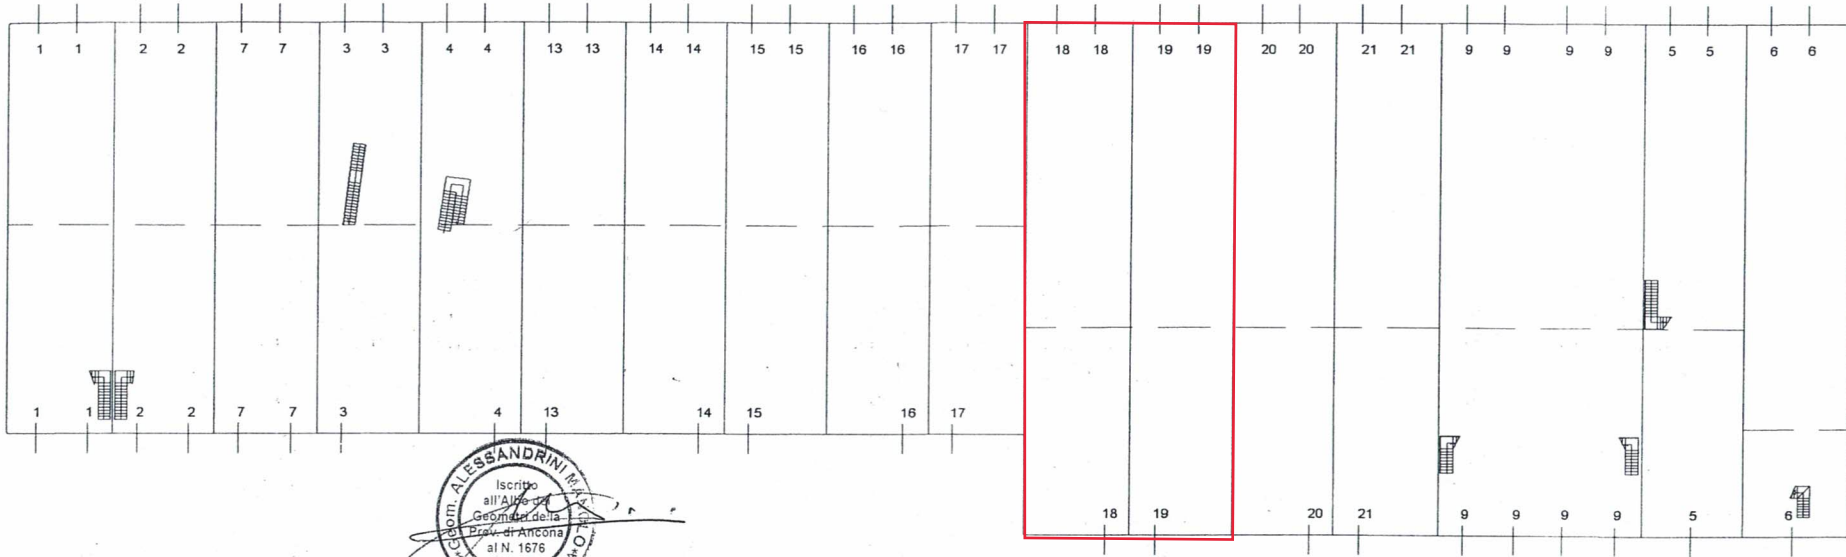 1 1 2 2 7 7 3 3 4 4 13 13 14 14 15 15 16 16 17 17 18 18 19 19 20 20 21 21 9 9 9 9 5 5 6 6
1 1 2 2 7 7 3 4 13 14 15 16 17
18 19 20 21 9 9 9 9 5 6
Geom. ALESSANDRINI
Iscritto
all'Albo dei
Geometri della
Prov. di Ancona
al N. 1676